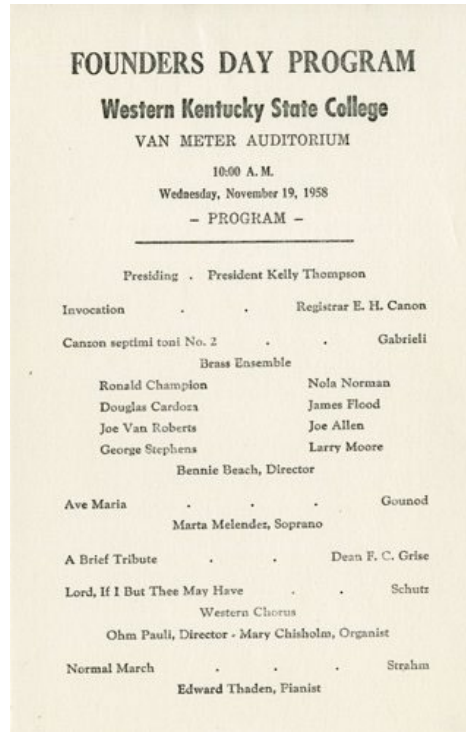 FOUNDERS DAY PROGRAM
Western Kentucky State College
VAN METER AUDITORIUM
10:00 A. M.
Wednesday, November 19, 1958
- PROGRAM -
Presiding . President Kelly Thompson
Invocation . . Registrar E. H. Canon
Canzon septimi toni No. 2 . . Gabrieli
Brass Ensemble
Ronald Champion Nola Norman
Douglas Cardoza James Flood
Joe Van Roberts Joe Allen
George Stephens Larry Moore
Bennie Beach, Director
Ave Maria . . . Gounod
Marta Melendez, Soprano
A Brief Tribute . . Dean F. C. Grise
Lord, If I But Thee May Have . . Schutz
Western Chorus
Ohm Pauli, Director - Mary Chisholm, Organist
Normal March . . . Strahm
Edward Thaden, Pianist